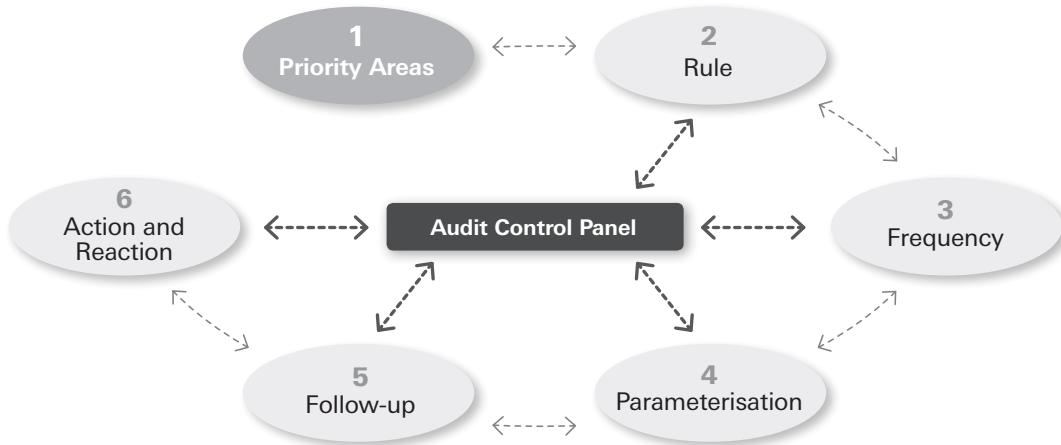 1
Priority Areas
2
Rule
6
Action and
Reaction
Audit Control Panel
3
Frequency
5
Follow-up
4
Parameterisation